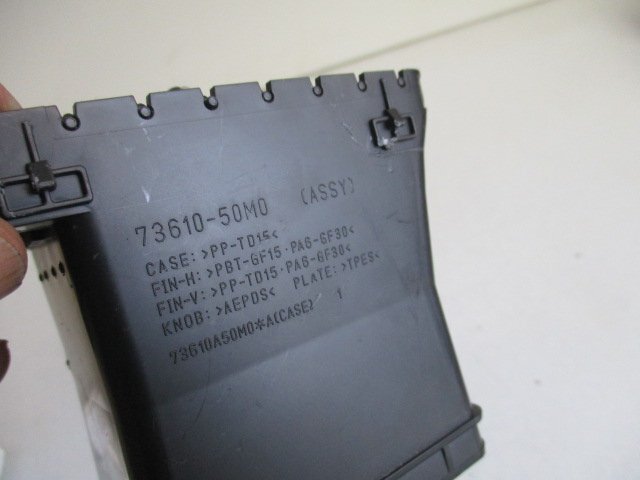 73610-50M0 (ASSY)
CASE:>PP-TD15<
FIN-H:>PBT-GF15·PA6-GF30<
FIN-V:>PP-TD15·PA6-GF30<
KNOB:>AEPDS< PLATE:>TPES<
73610A50M0*A(CASE) 1